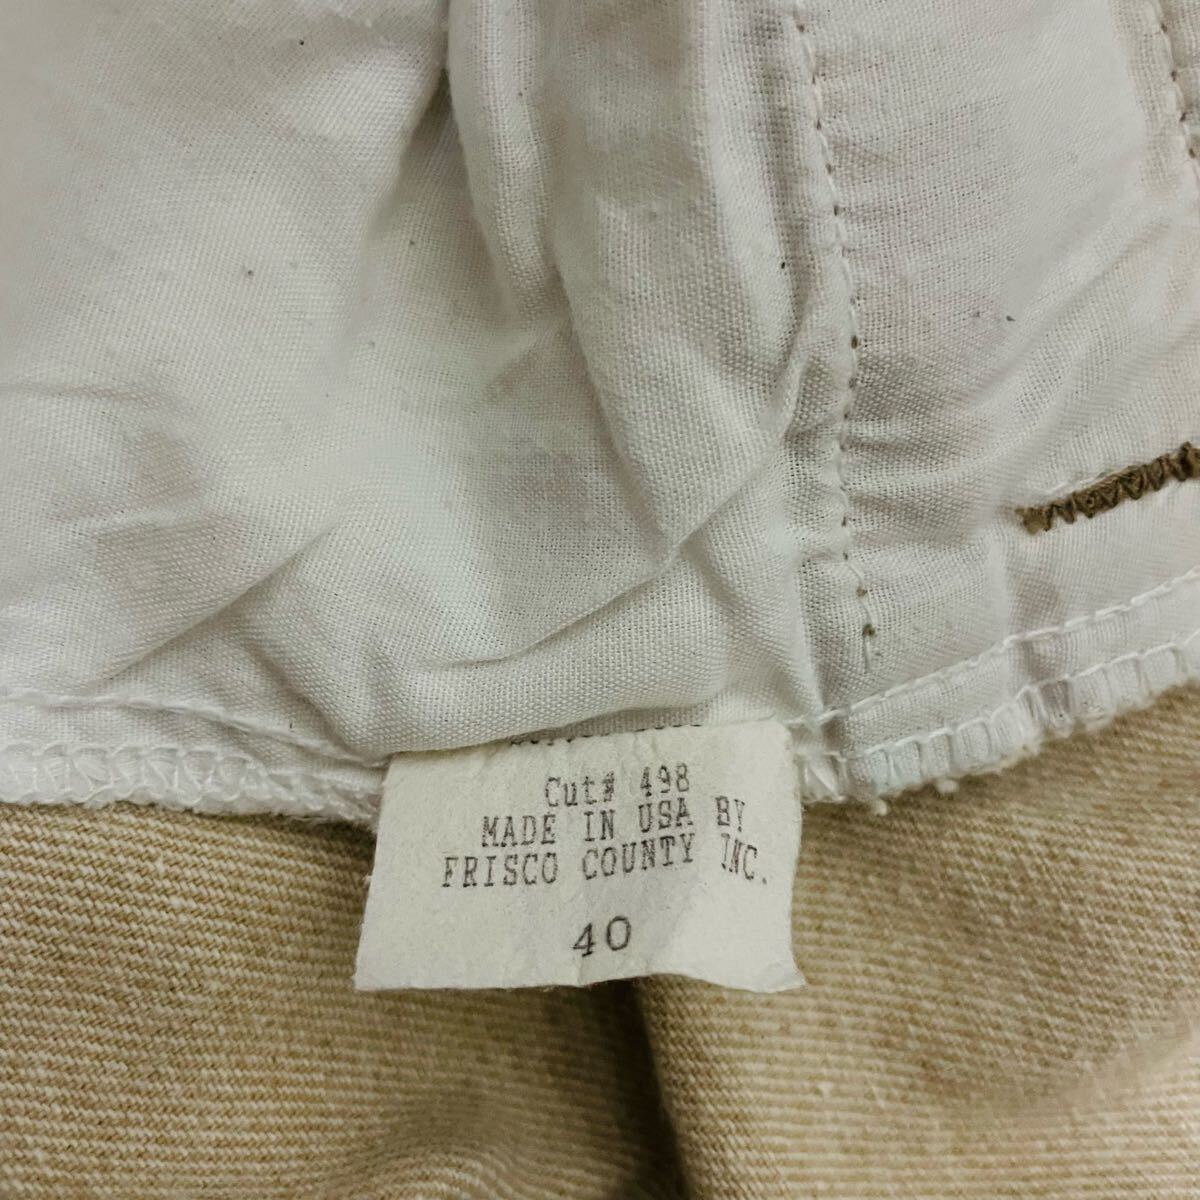 Cut# 498
MADE IN USA BY
FRISCO COUNTY INC.
40